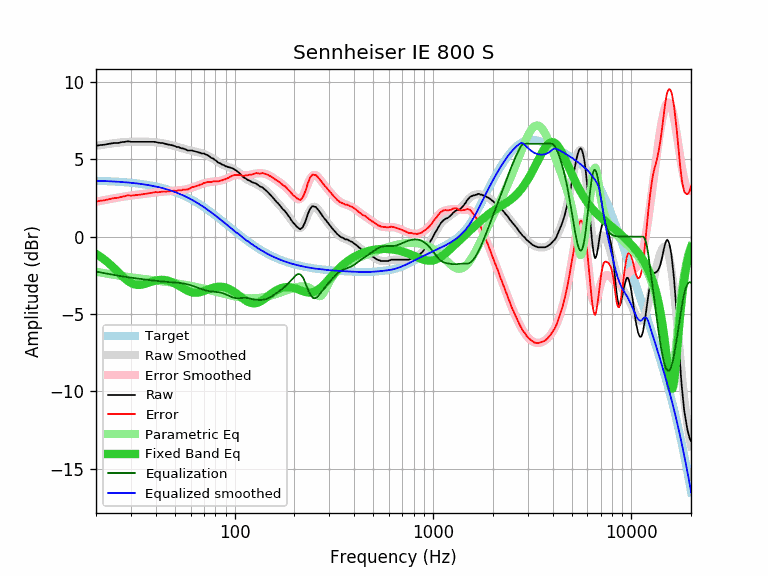 Sennheiser IE 800 S
10
5
0
−5
−10
−15
Amplitude (dBr)
Target
Raw Smoothed
Error Smoothed
Raw
Error
Parametric Eq
Fixed Band Eq
Equalization
Equalized smoothed
100
1000
10000
Frequency (Hz)